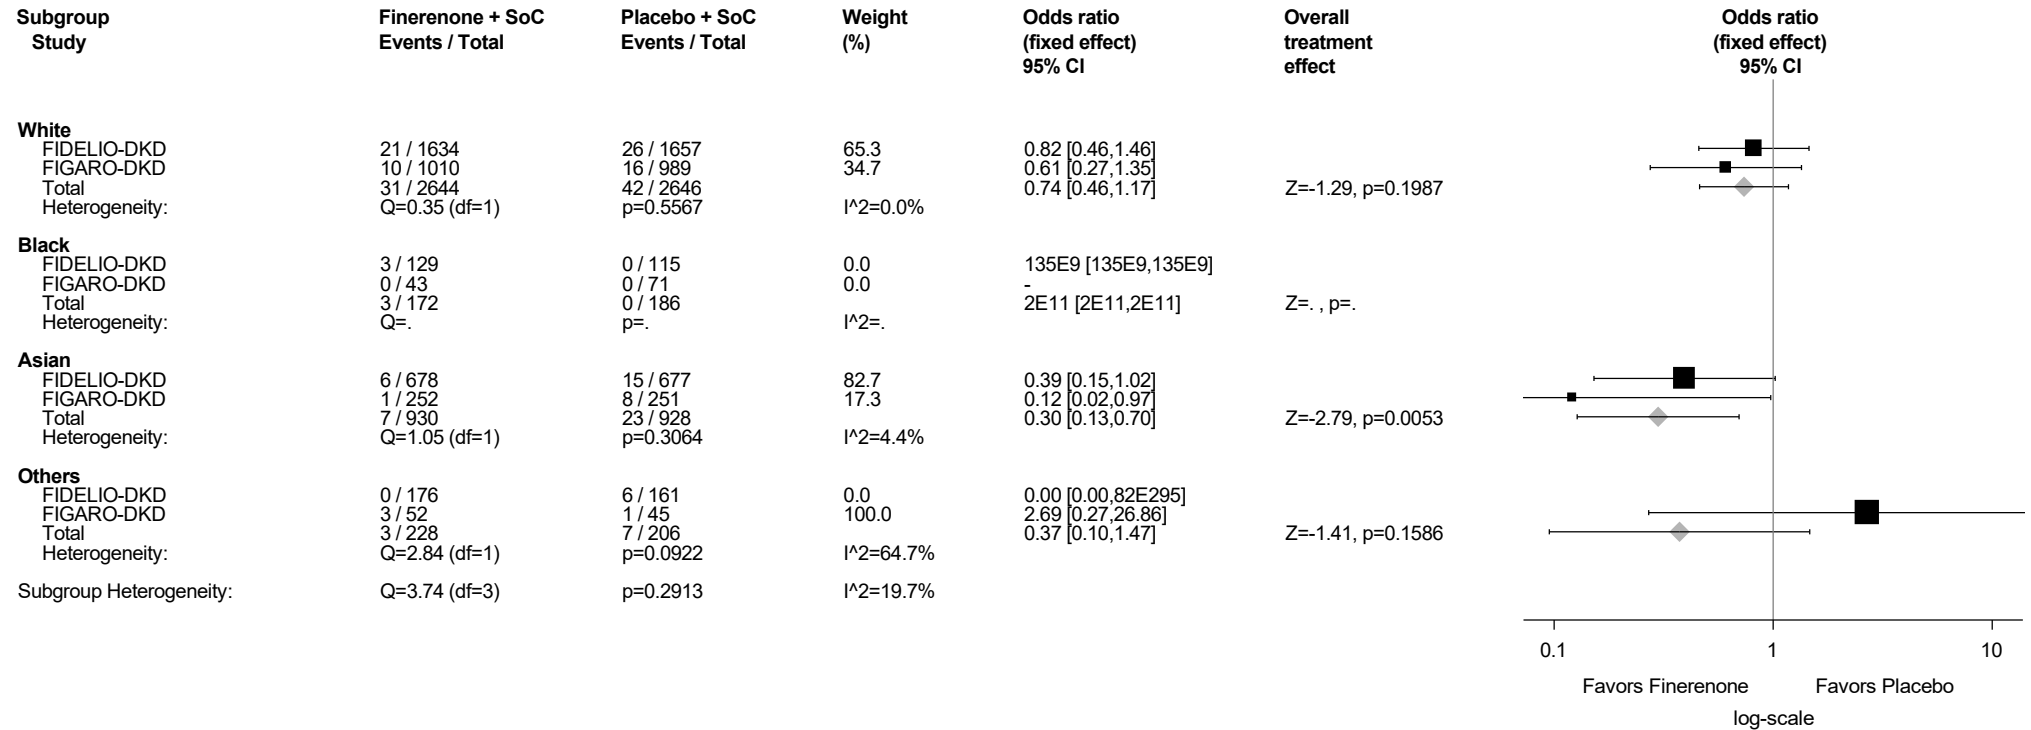 Subgroup Finerenone + SoC Placebo + SoC Weight Odds ratio Overall Odds ratio
Study Events / Total Events / Total (%) (fixed effect) treatment (fixed effect)
95% CI effect 95% CI
White
FIDELIO-DKD 21 / 1634 26 / 1657 65.3 0.82 [0.46,1.46]
FIGARO-DKD 10 / 1010 16 / 989 34.7 0.61 [0.27,1.35]
Total 31 / 2644 42 / 2646 0.74 [0.46,1.17] Z=-1.29, p=0.1987
Heterogeneity: Q=0.35 (df=1) p=0.5567 I^2=0.0%
Black
FIDELIO-DKD 3 / 129 0 / 115 0.0 135E9 [135E9,135E9]
FIGARO-DKD 0 / 43 0 / 71 0.0 -
Total 3 / 172 0 / 186 2E11 [2E11,2E11] Z=. , p=.
Heterogeneity: Q=. p=. I^2=.
Asian
FIDELIO-DKD 6 / 678 15 / 677 82.7 0.39 [0.15,1.02]
FIGARO-DKD 1 / 252 8 / 251 17.3 0.12 [0.02,0.97]
Total 7 / 930 23 / 928 0.30 [0.13,0.70] Z=-2.79, p=0.0053
Heterogeneity: Q=1.05 (df=1) p=0.3064 I^2=4.4%
Others
FIDELIO-DKD 0 / 176 6 / 161 0.0 0.00 [0.00,82E295]
FIGARO-DKD 3 / 52 1 / 45 100.0 2.69 [0.27,26.86]
Total 3 / 228 7 / 206 0.37 [0.10,1.47] Z=-1.41, p=0.1586
Heterogeneity: Q=2.84 (df=1) p=0.0922 I^2=64.7%
Subgroup Heterogeneity: Q=3.74 (df=3) p=0.2913 I^2=19.7%
0.1 1 10
Favors Finerenone Favors Placebo
log-scale